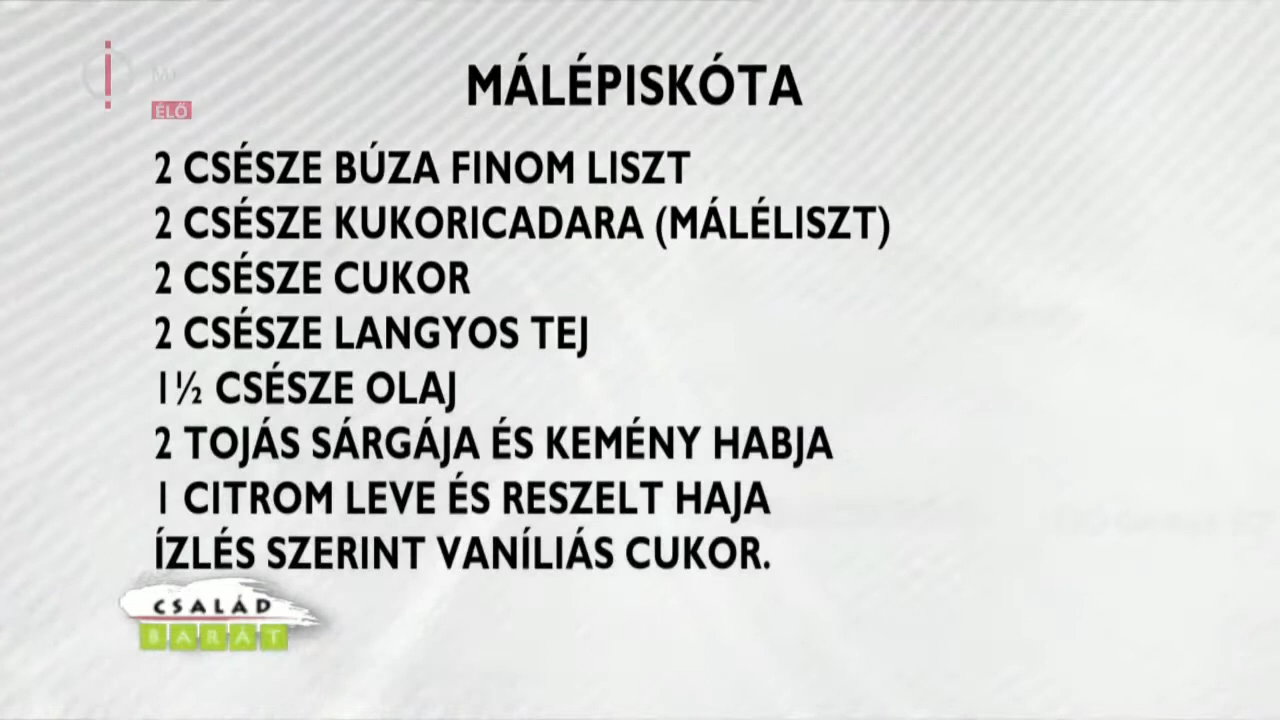 MÁLÉPISKÓTA
ÉLŐ
2 CSÉSZE BÚZA FINOM LISZT
2 CSÉSZE KUKORICADARA (MÁLÉLISZT)
2 CSÉSZE CUKOR
2 CSÉSZE LANGYOS TEJ
1½ CSÉSZE OLAJ
2 TOJÁS SÁRGÁJA ÉS KEMÉNY HABJA
1 CITROM LEVE ÉS RESZELT HAJA
ÍZLÉS SZERINT VANÍLIÁS CUKOR.
CSALÁD
BARÁT